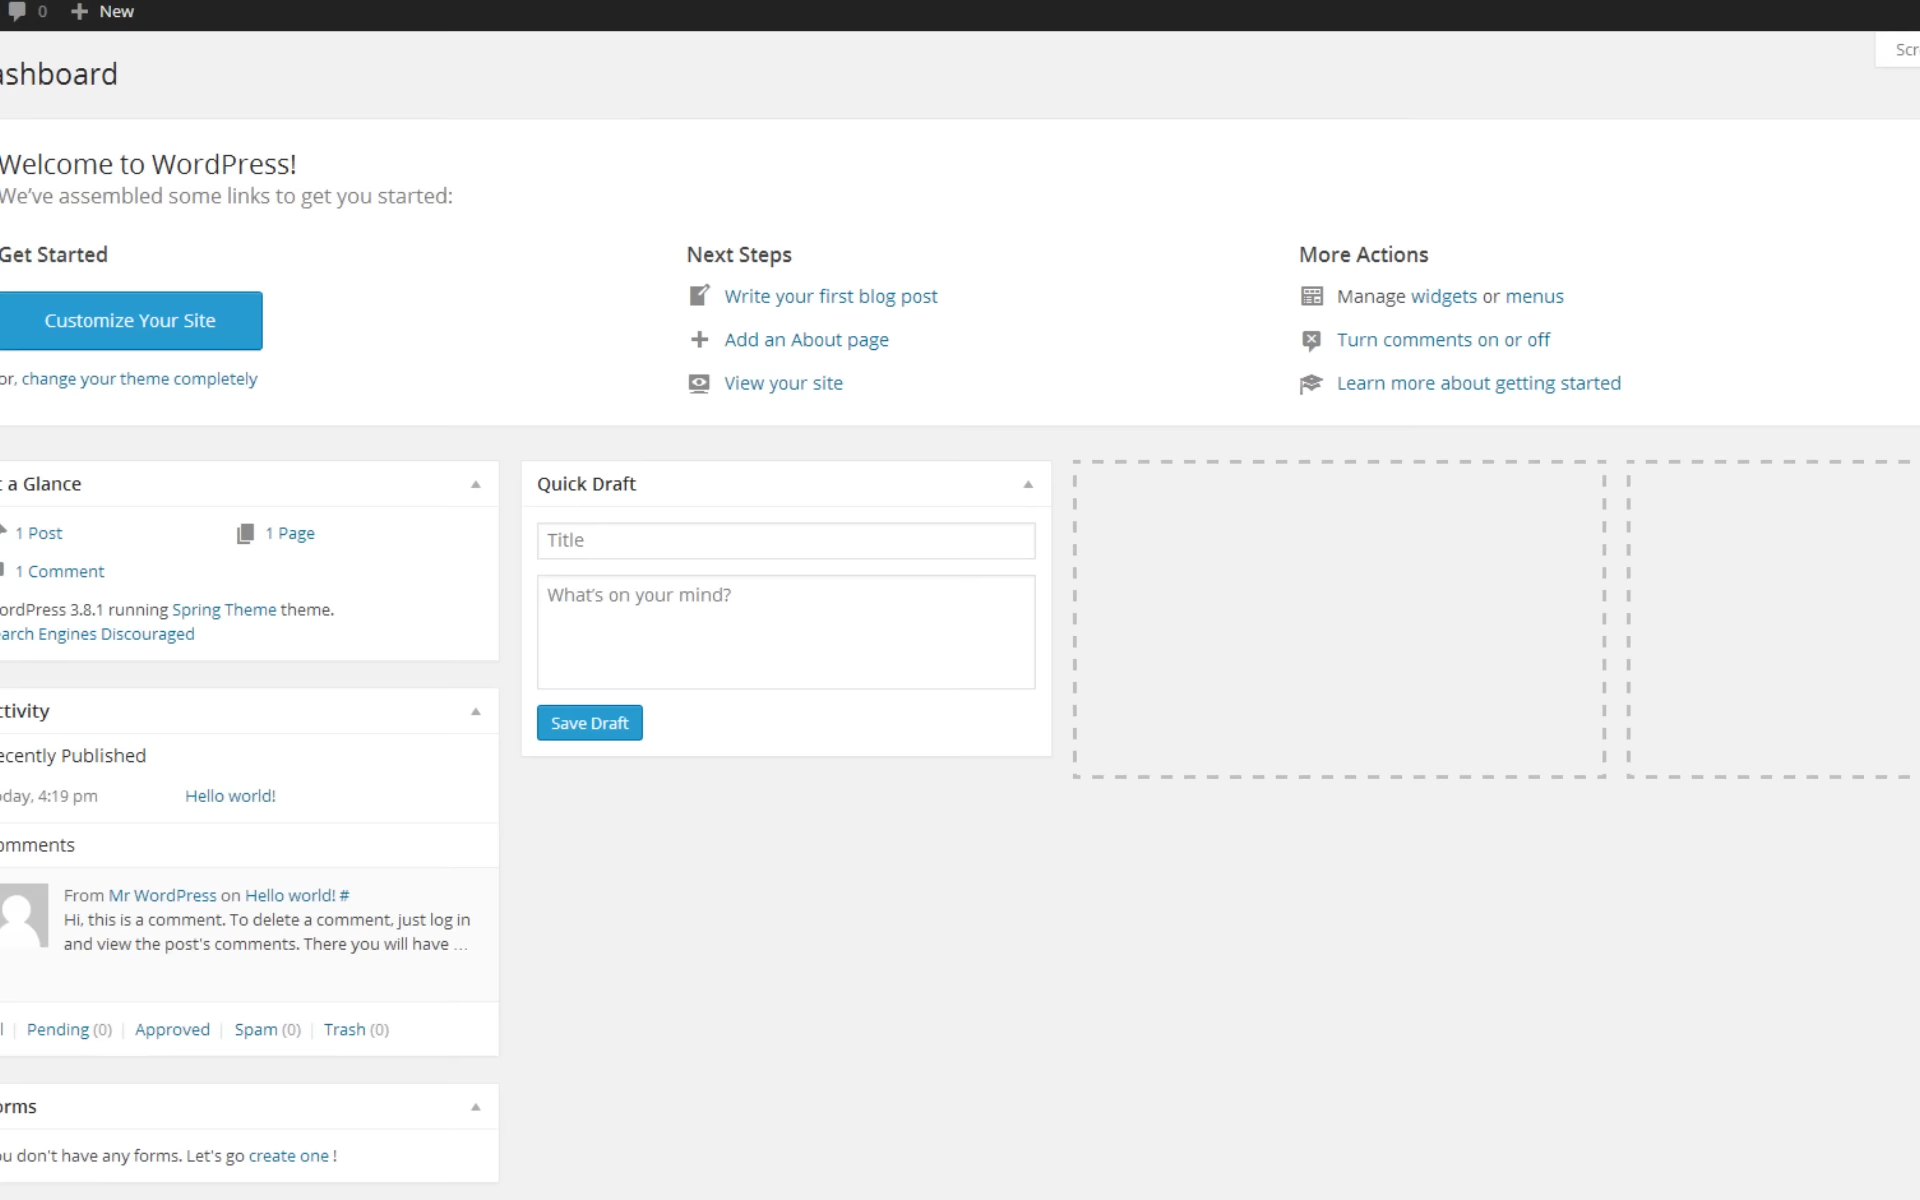 0 New
Scr
ashboard
Welcome to WordPress!
We've assembled some links to get you started:
Get Started
Customize Your Site
or, change your theme completely
Next Steps
Write your first blog post
Add an About page
View your site
More Actions
Manage widgets or menus
Turn comments on or off
Learn more about getting started
t a Glance
1 Post
1 Page
1 Comment
ordPress 3.8.1 running Spring Theme theme.
earch Engines Discouraged
Quick Draft
Title
What's on your mind?
Save Draft
ctivity
ecently Published
oday, 4:19 pm
Hello world!
omments
From Mr WordPress on Hello world! #
Hi, this is a comment. To delete a comment, just log in
and view the post's comments. There you will have ...
l | Pending (0) | Approved | Spam (0) | Trash (0)
orms
ou don't have any forms. Let's go create one !